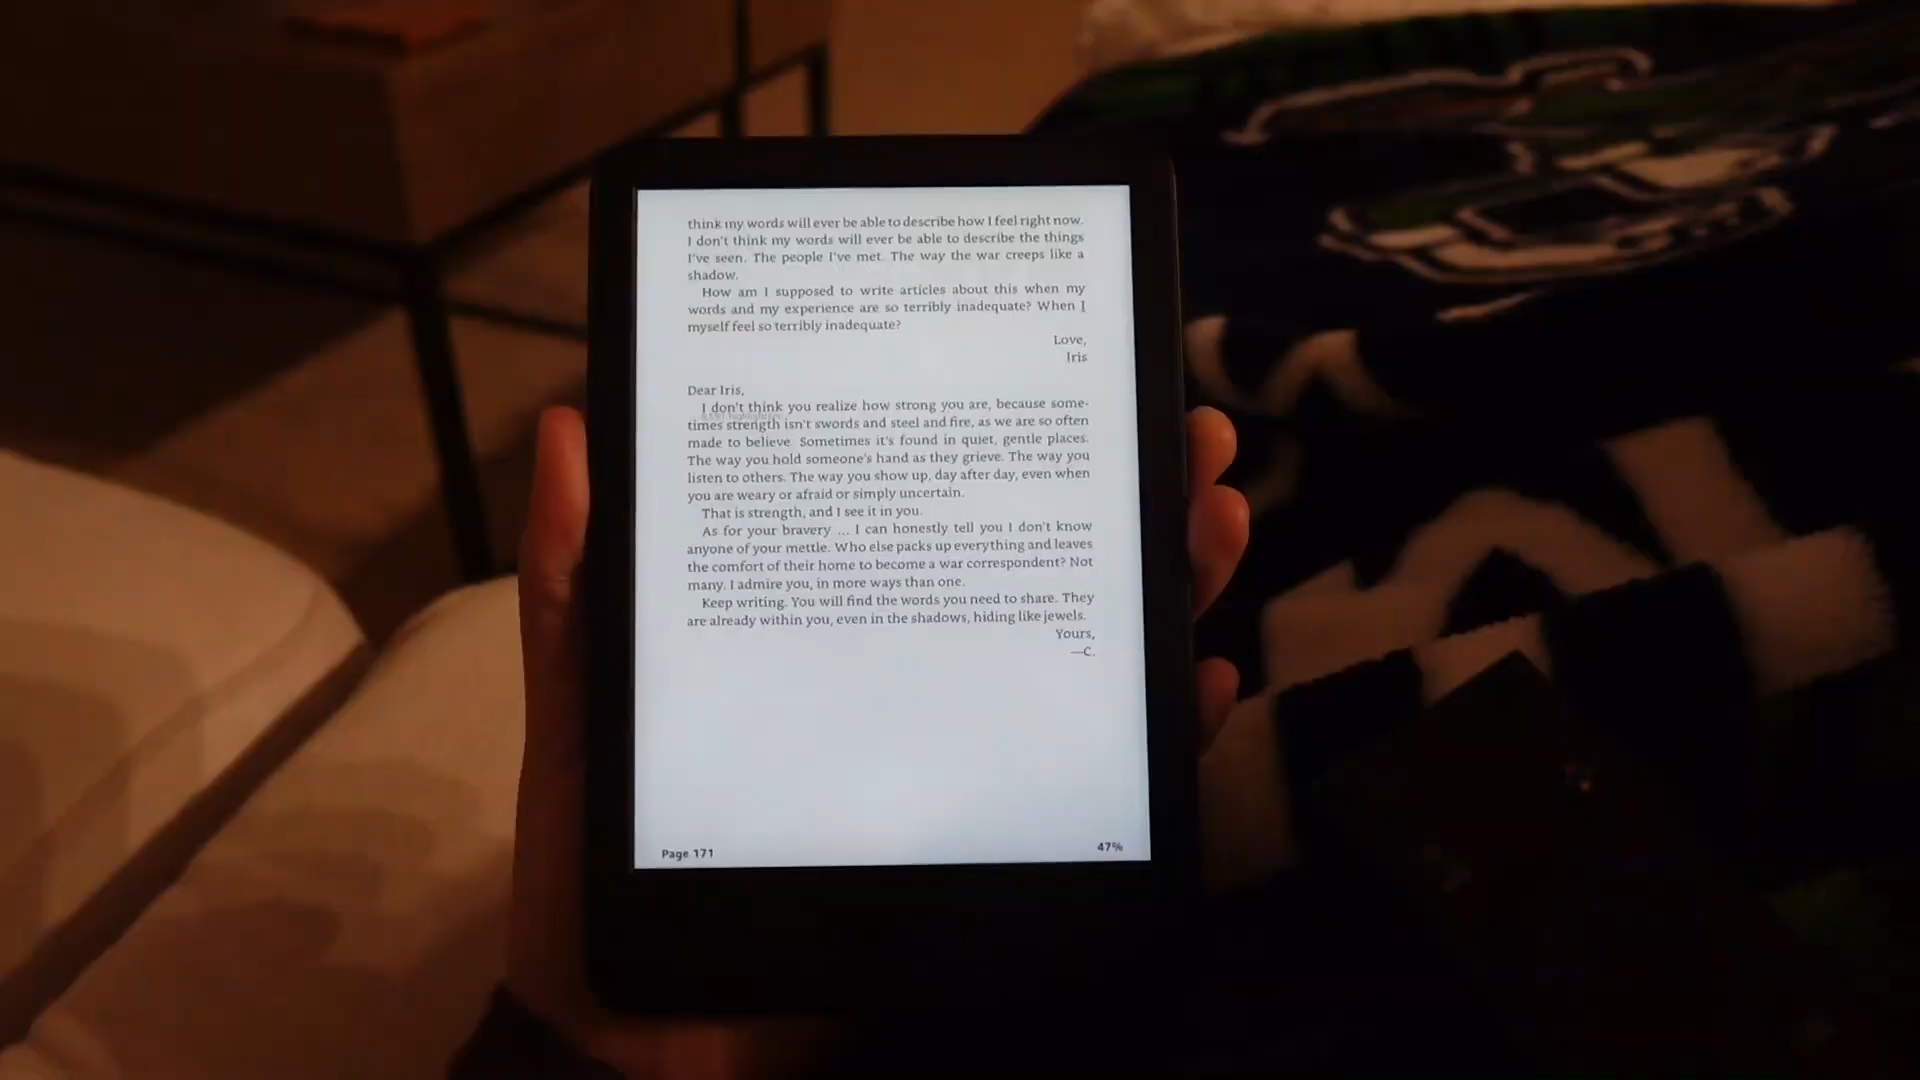 think my words will ever be able to describe how I feel right now.
I don't think my words will ever be able to describe the things
I've seen. The people I've met. The way the war creeps like a
shadow.
How am I supposed to write articles about this when my
words and my experience are so terribly inadequate? When I
myself feel so terribly inadequate?
Love,
Iris
Dear Iris,
I don't think you realize how strong you are, because some-
times strength isn't swords and steel and fire, as we are so often
made to believe. Sometimes it's found in quiet, gentle places.
The way you hold someone's hand as they grieve. The way you
listen to others. The way you show up, day after day, even when
you are weary or afraid or simply uncertain.
That is strength, and I see it in you.
As for your bravery ... I can honestly tell you I don't know
anyone of your mettle. Who else packs up everything and leaves
the comfort of their home to become a war correspondent? Not
many. I admire you, in more ways than one.
Keep writing. You will find the words you need to share. They
are already within you, even in the shadows, hiding like jewels.
Yours,
—C.
Page 171
47%